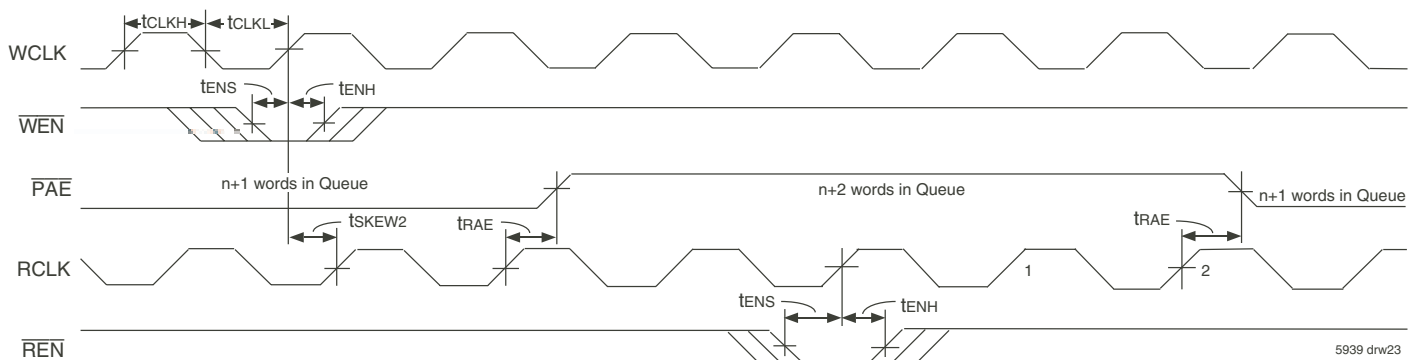 tCLKH tCLKL
WCLK
tENS tENH
WEN
PAE n+1 words in Queue n+2 words in Queue n+1 words in Queue
tSKEW2 tRAE tRAE
RCLK 1 2
tENS tENH
REN
5939 drw23